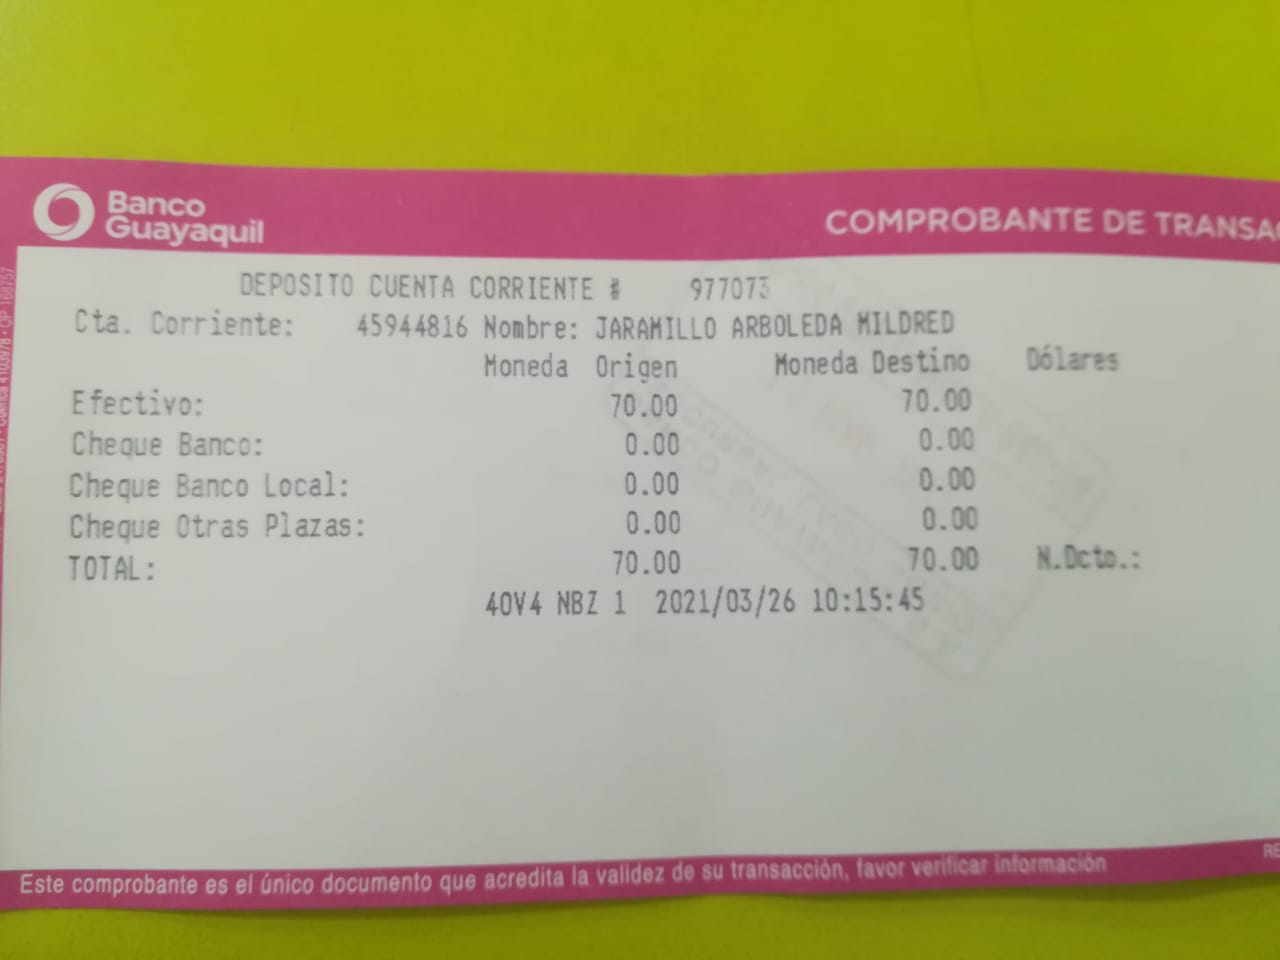 Banco
Guayaquil
COMPROBANTE DE TRANSAC
DEPOSITO CUENTA CORRIENTE # 977073
Cta. Corriente: 45944816 Nombre: JARAMILLO ARBOLEDA MILDRED
Moneda Origen Moneda Destino Dólares
Efectivo: 70.00 70.00
Cheque Banco: 0.00 0.00
Cheque Banco Local: 0.00 0.00
Cheque Otras Plazas: 0.00 0.00
TOTAL: 70.00 70.00 N.Dcto.:
40V4 NBZ 1 2021/03/26 10:15:45
RE
Este comprobante es el único documento que acredita la validez de su transacción, favor verificar información